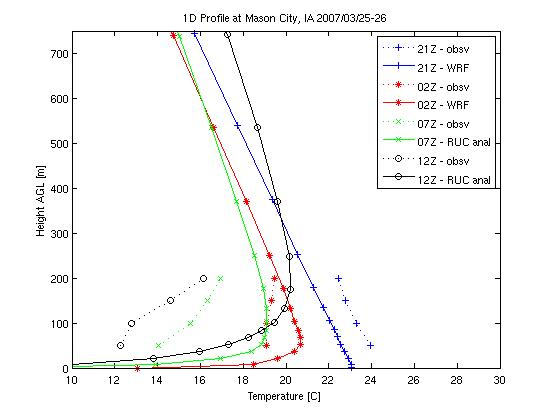 1D Profile at Mason City, IA 2007/03/25-26
21Z - obsv
21Z - WRF
02Z - obsv
02Z - WRF
07Z - obsv
07Z - RUC anal
12Z - obsv
12Z - RUC anal
Height AGL [m]
700
600
500
400
300
200
100
0
10 12 14 16 18 20 22 24 26 28 30
Temperature [C]